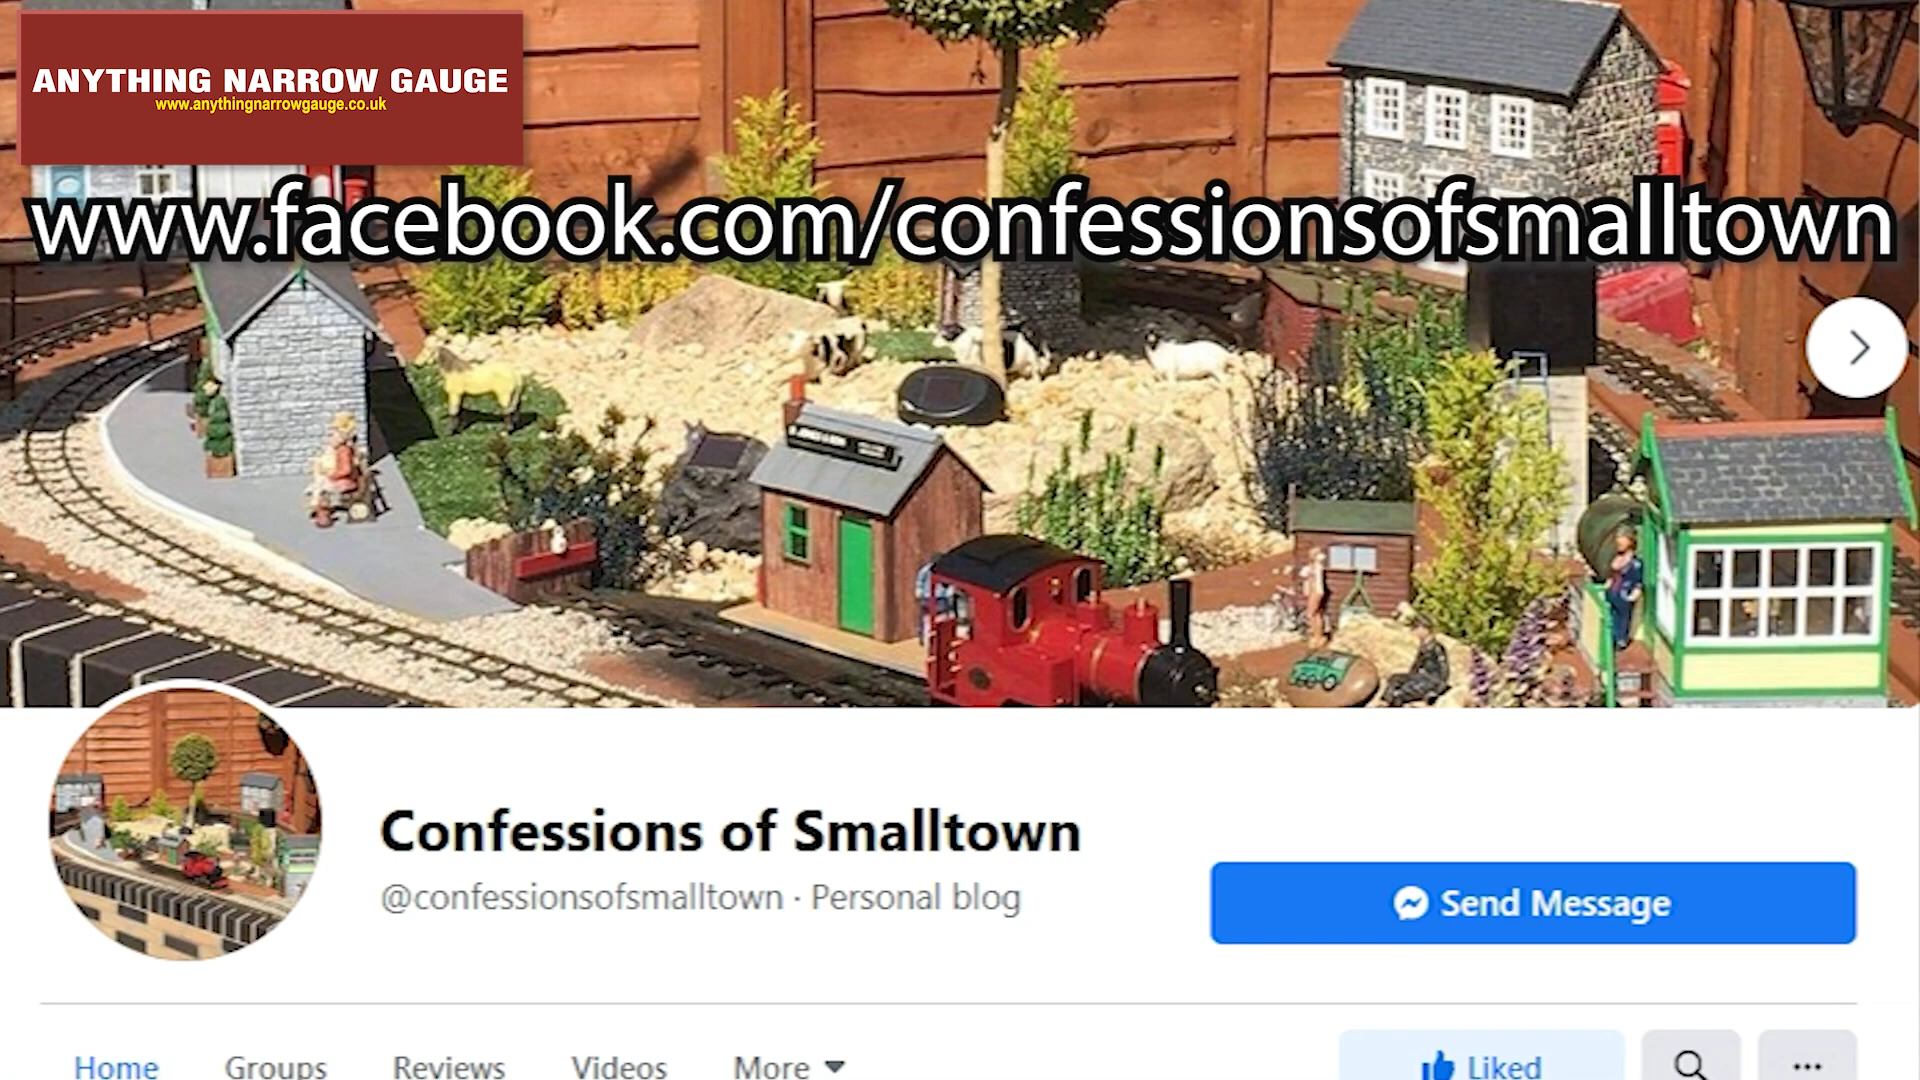 ANYTHING NARROW GAUGE
www.anythingnarrowgauge.co.uk
www.facebook.com/confessionsofsmalltown
Confessions of Smalltown
@confessionsofsmalltown · Personal blog
Send Message
Home Groups Reviews Videos More
Liked